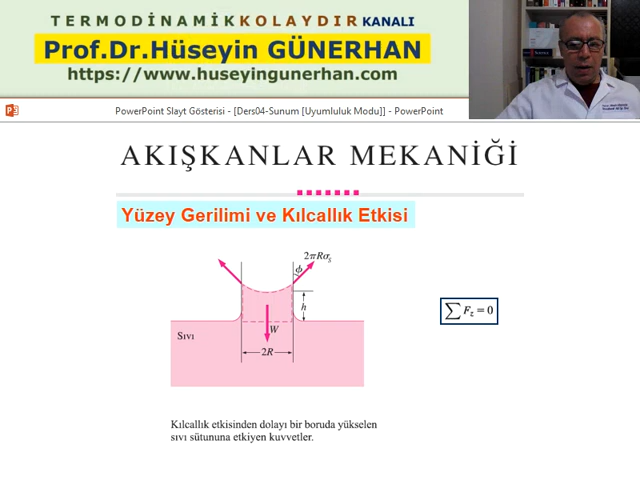 TERMODİNAMİKKOLAYDIR KANALI
Prof.Dr.Hüseyin GÜNERHAN
https://www.huseyingunerhan.com
PowerPoint Slayt Gösterisi - [Ders04-Sunum [Uyumluluk Modu]] - PowerPoint
AKIŞKANLAR MEKANİĞİ
Yüzey Gerilimi ve Kılcallık Etkisi
2πRσs
ϕ
h
W
Sıvı
2R
∑ Fz = 0
Kılcallık etkisinden dolayı bir boruda yükselen
sıvı sütununa etkiyen kuvvetler.